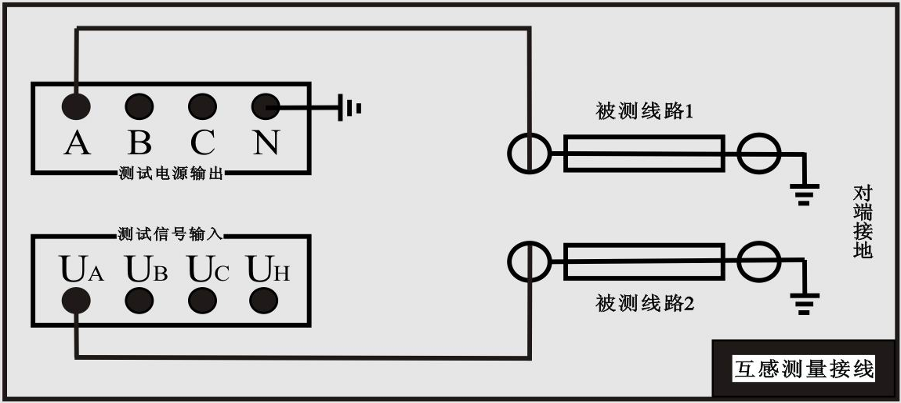 A B C N
测试电源输出
被测线路1
测试信号输入
UA UB UC UH
被测线路2
对端接地
互感测量接线